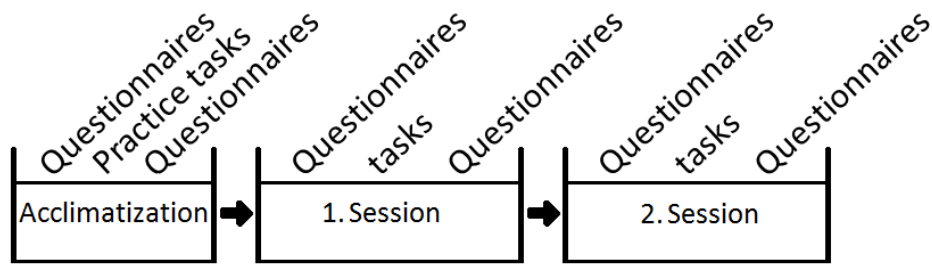 Questionnaires
Practice tasks
Questionnaires
Acclimatization
Questionnaires
tasks
Questionnaires
1. Session
Questionnaires
tasks
Questionnaires
2. Session